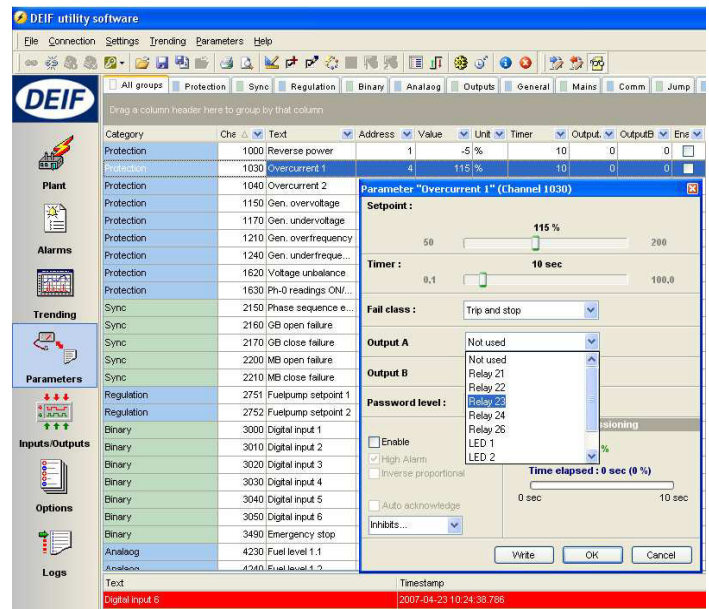 DEIF utility software
File Connection Settings Trending Parameters Help
DEIF
All groups Protection Sync Regulation Binary Analaog Outputs General Mains Comm Jump
Drag a column header here to group by that column
Category Cha Text Address Value Unit Timer Output. OutputB Ena
Protection 1000 Reverse power 1 -5 % 10 0 0
Protection 1030 Overcurrent 1 4 115 % 10 0 0
Protection 1040 Overcurrent 2
Protection 1150 Gen. overvoltage
Protection 1170 Gen. undervoltage
Protection 1210 Gen. overfrequency
Protection 1240 Gen. underfreque...
Protection 1620 Voltage unbalance
Protection 1630 Ph-0 readings ON/...
Sync 2150 Phase sequence e...
Sync 2160 GB open failure
Sync 2170 GB close failure
Sync 2200 MB open failure
Sync 2210 MB close failure
Regulation 2751 Fuelpump setpoint 1
Regulation 2752 Fuelpump setpoint 2
Binary 3000 Digital input 1
Binary 3010 Digital input 2
Binary 3020 Digital input 3
Binary 3030 Digital input 4
Binary 3040 Digital input 5
Binary 3050 Digital input 6
Binary 3490 Emergency stop
Analaog 4230 Fuel level 1.1
Analaog 4240 Fuel level 1.2
Plant
Alarms
Trending
Parameters
Inputs/Outputs
Options
Logs
Parameter "Overcurrent 1" (Channel 1030)
Setpoint :
115 %
50 200
Timer : 10 sec
0,1 100,0
Fail class : Trip and stop
Output A Not used
Not used
Relay 21
Output B
Relay 22
Password level : Relay 23
Relay 24
Relay 26
LED 1
LED 2
Enable
%
High Alarm
Inverse proportional
Time elapsed : 0 sec (0 %)
0 sec 10 sec
Auto acknowledge
Inhibits...
Write OK Cancel
Text Timestamp
Digital input 6 2007-04-23 10:24:38.786